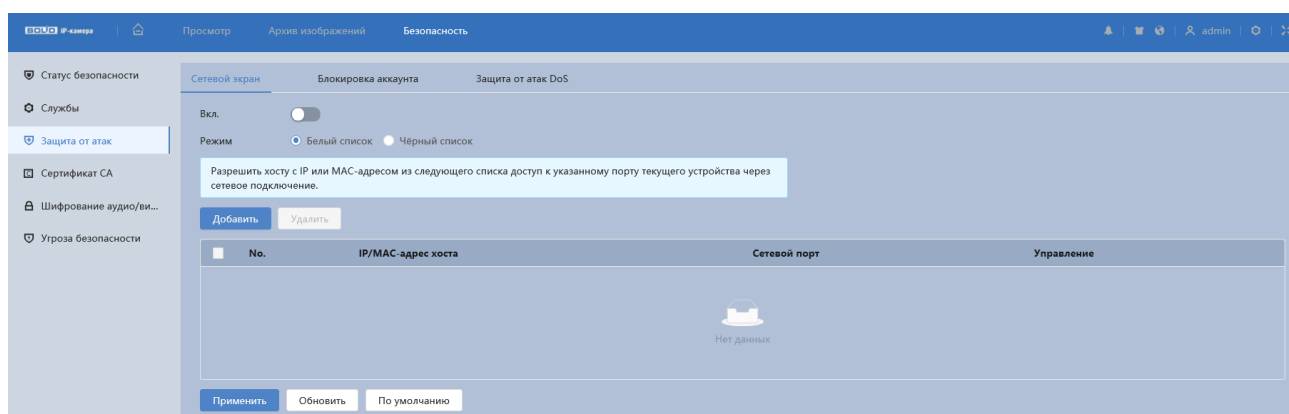 BOLID IP-камера Просмотр Архив изображений Безопасность admin
Статус безопасности
Службы
Защита от атак
Сертификат CA
Шифрование аудио/ви...
Угроза безопасности
Сетевой экран Блокировка аккаунта Защита от атак DoS
Вкл.
Режим Белый список Чёрный список
Разрешить хосту с IP или MAC-адресом из следующего списка доступ к указанному порту текущего устройства через
сетевое подключение.
Добавить Удалить
No. IP/MAC-адрес хоста Сетевой порт Управление
Нет данных
Применить Обновить По умолчанию